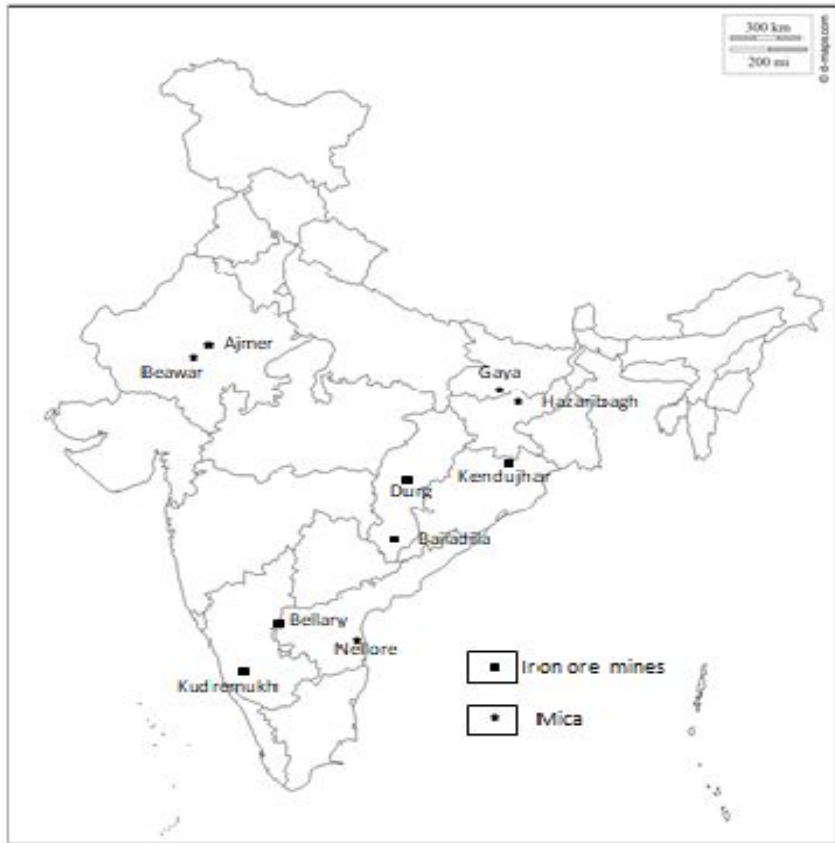 300 km
200 mi
© d-maps.com
Ajmer
Beawar
Gaya
Hazaribagh
Kendujhar
Durg
Bailadila
Bellary
Nellore
Kudremukh
Iron ore mines
Mica